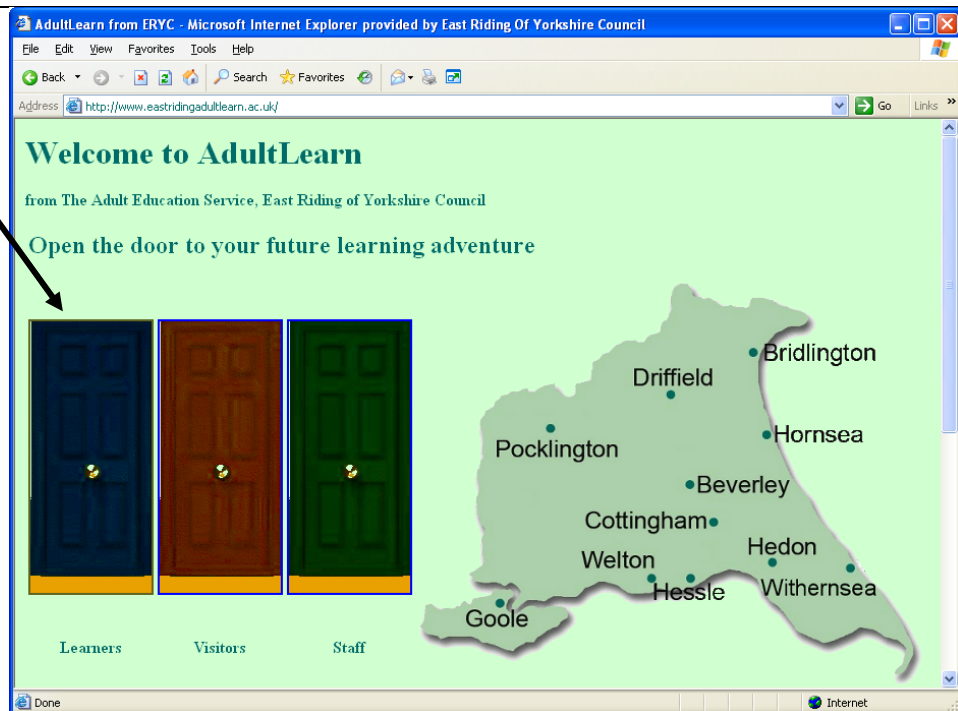 AdultLearn from ERYC - Microsoft Internet Explorer provided by East Riding Of Yorkshire Council
File Edit View Favorites Tools Help
Back Search Favorites
Address http://www.eastridingadultlearn.ac.uk/ Go Links »
Welcome to AdultLearn
from The Adult Education Service, East Riding of Yorkshire Council
Open the door to your future learning adventure
Bridlington
Driffield
Hornsea
Pocklington
Beverley
Cottingham
Hedon
Welton
Withernsea
Hessle
Goole
Learners Visitors Staff
Done Internet